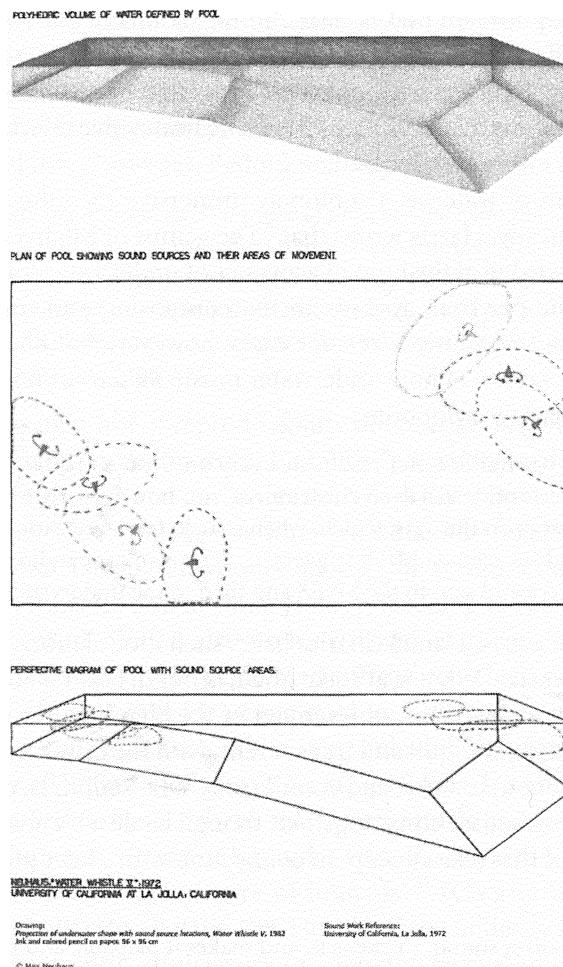 POLYHEDRIC VOLUME OF WATER DEFINED BY POOL
PLAN OF POOL SHOWING SOUND SOURCES AND THEIR AREAS OF MOVEMENT.
PERSPECTIVE DIAGRAM OF POOL WITH SOUND SOURCE AREAS.
NEUHAUS,"WATER WHISTLE V",1972
UNIVERSITY OF CALIFORNIA AT LA JOLLA, CALIFORNIA
Drawing:
Projection of underwater shape with sound source locations, Water Whistle V, 1982
Ink and colored pencil on paper, 96 x 96 cm
Sound Work Reference:
University of California, La Jolla, 1972
© Max Neuhaus